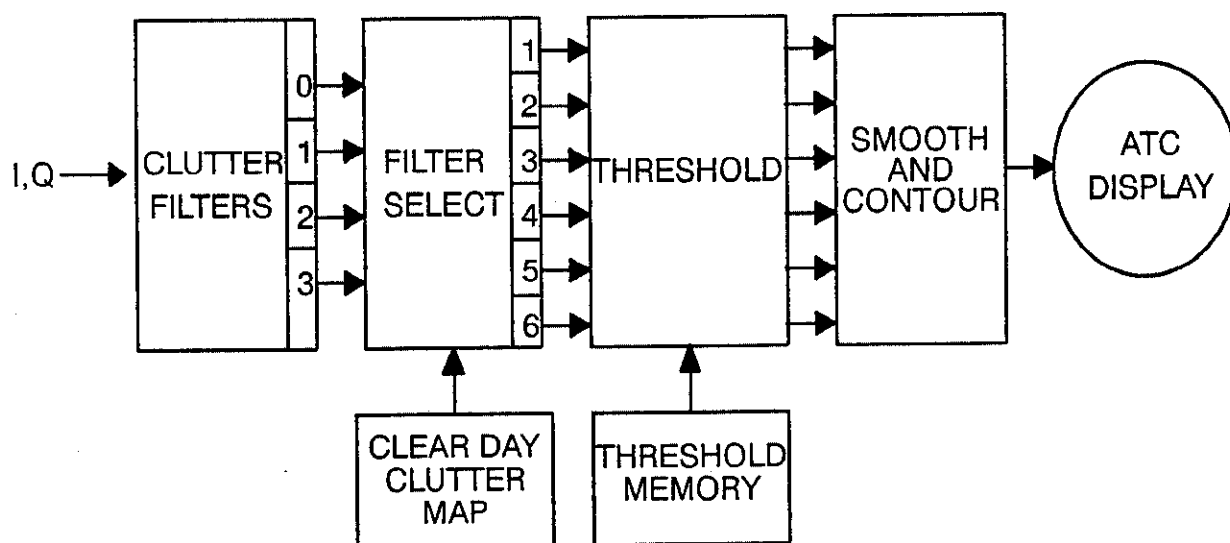 I,Q
CLUTTER
FILTERS
0
1
2
3
FILTER
SELECT
1
2
3
4
5
6
THRESHOLD
SMOOTH
AND
CONTOUR
ATC
DISPLAY
CLEAR DAY
CLUTTER
MAP
THRESHOLD
MEMORY